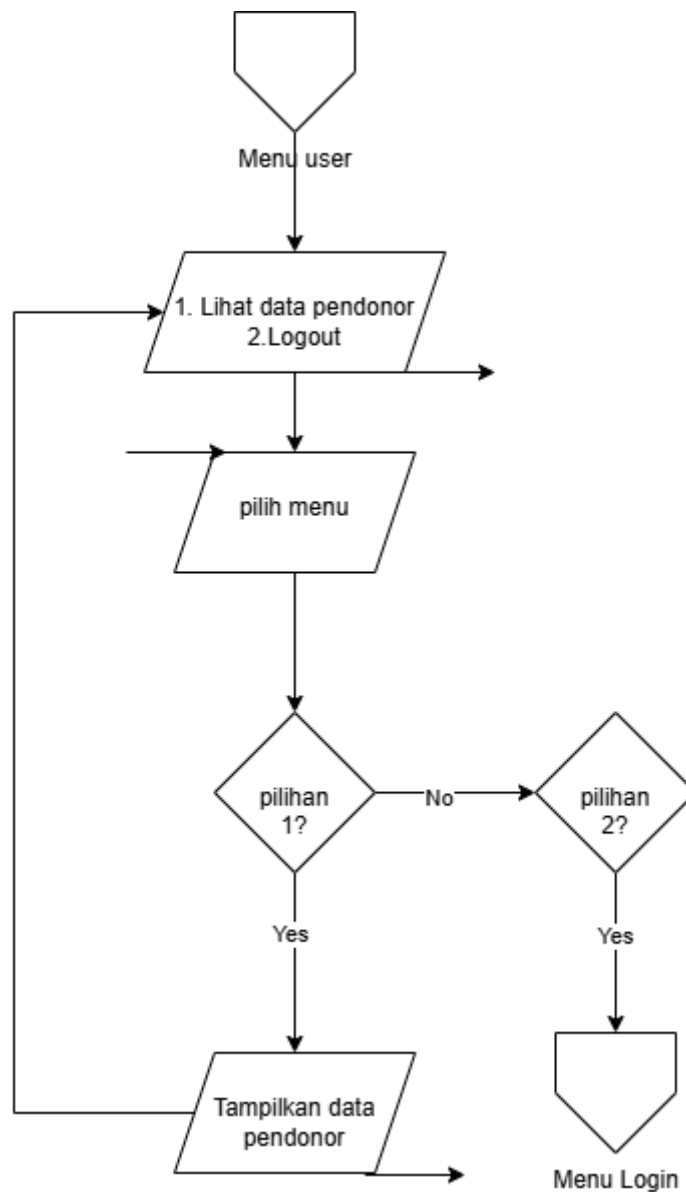 Menu user
1. Lihat data pendonor
2.Logout
pilih menu
pilihan
1?
No
pilihan
2?
Yes
Yes
Tampilkan data
pendonor
Menu Login